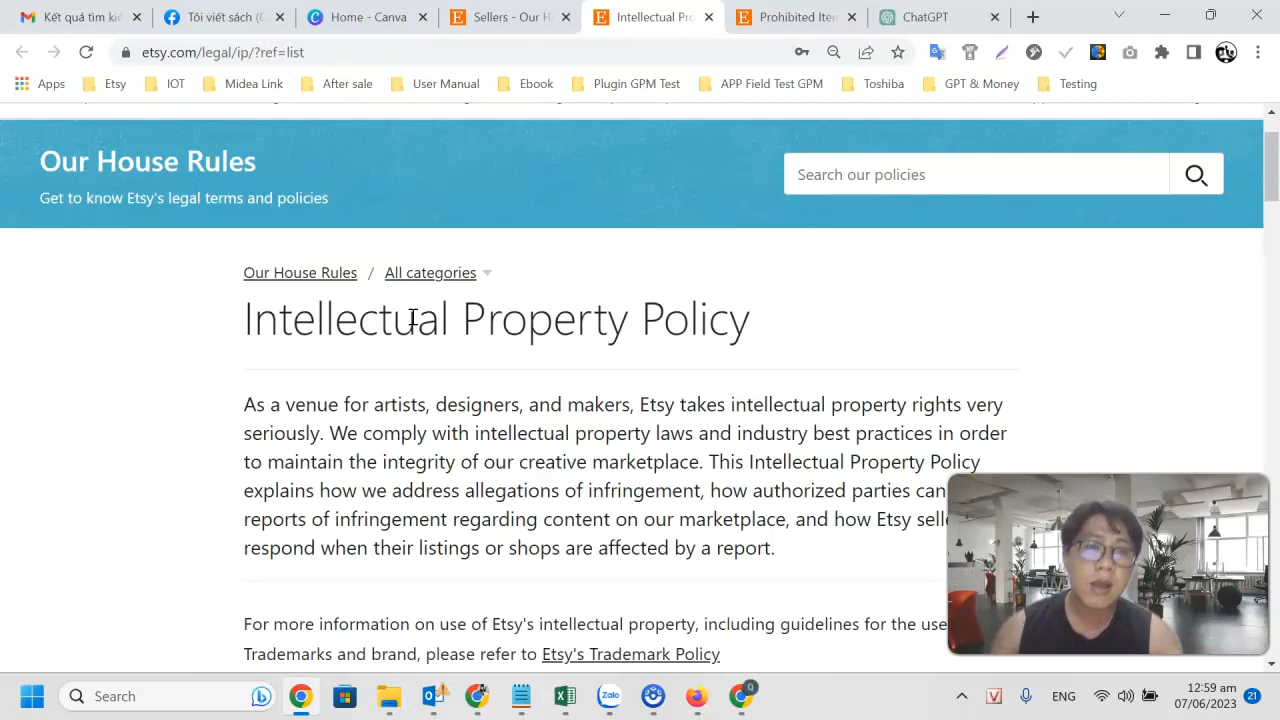 Kết quả tìm kiế
Tôi viết sách (
Home - Canva
Sellers - Our H
Intellectual Pro
Prohibited Iten
ChatGPT
etsy.com/legal/ip/?ref=list
Apps
Etsy
IOT
Midea Link
After sale
User Manual
Ebook
Plugin GPM Test
APP Field Test GPM
Toshiba
GPT & Money
Testing
Our House Rules
Get to know Etsy's legal terms and policies
Search our policies
Our House Rules / All categories
Intellectual Property Policy
As a venue for artists, designers, and makers, Etsy takes intellectual property rights very
seriously. We comply with intellectual property laws and industry best practices in order
to maintain the integrity of our creative marketplace. This Intellectual Property Policy
explains how we address allegations of infringement, how authorized parties can
reports of infringement regarding content on our marketplace, and how Etsy selle
respond when their listings or shops are affected by a report.
For more information on use of Etsy's intellectual property, including guidelines for the use
Trademarks and brand, please refer to Etsy's Trademark Policy
Search
Zalo
Q
V
ENG
12:59 am
07/06/2023
21